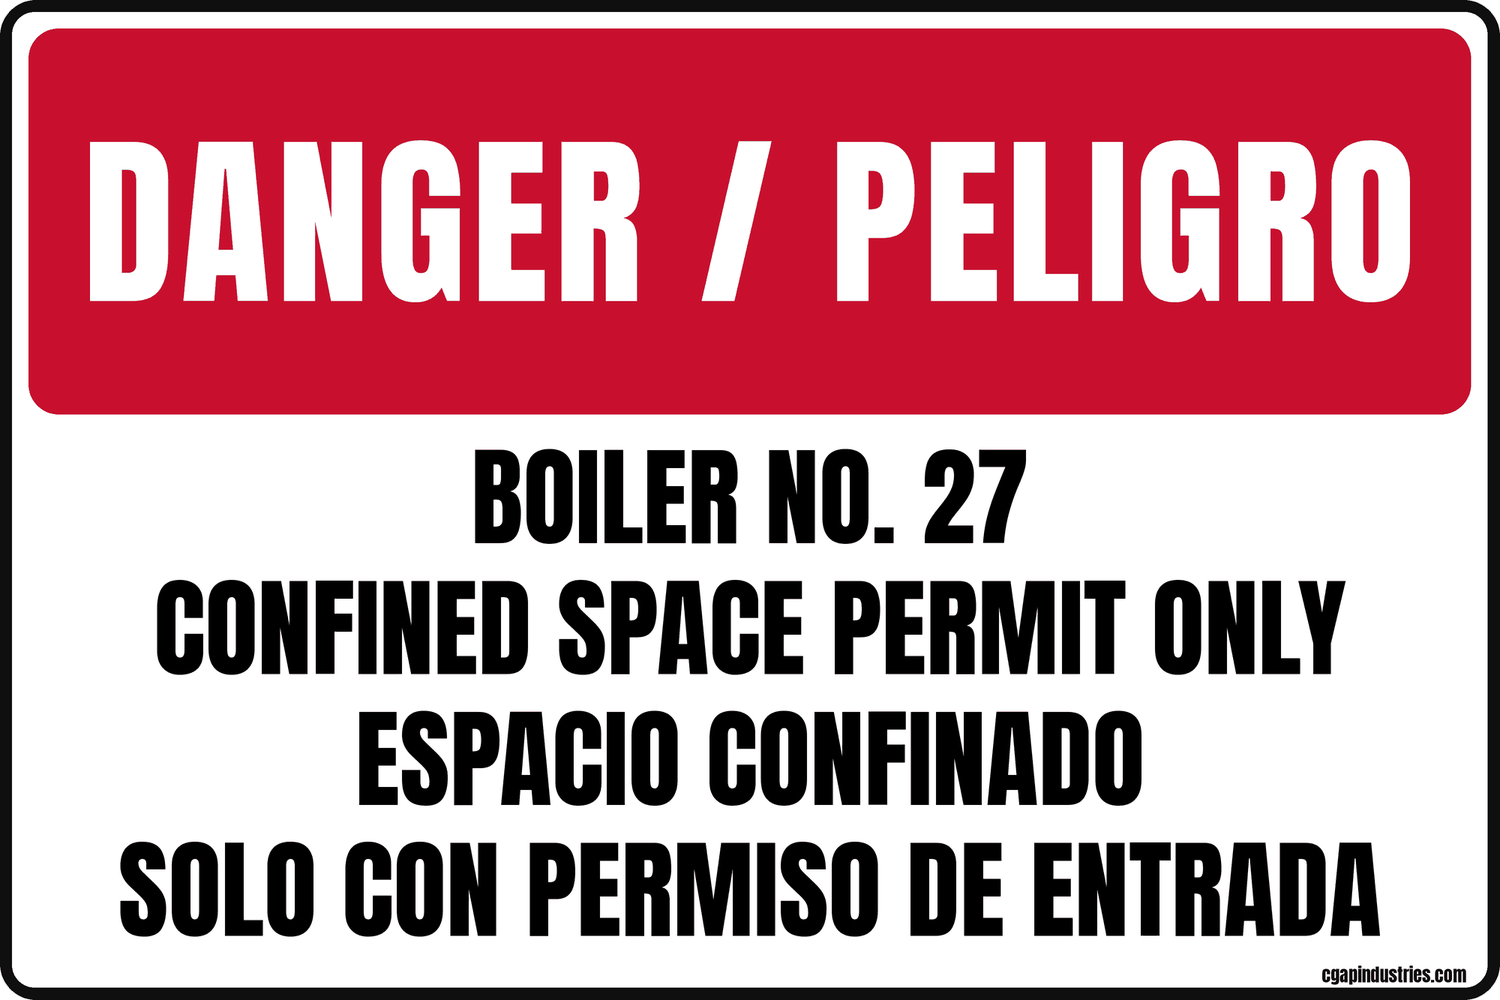 DANGER / PELIGRO
BOILER NO. 27
CONFINED SPACE PERMIT ONLY
ESPACIO CONFINADO
SOLO CON PERMISO DE ENTRADA
cgapindustries.com